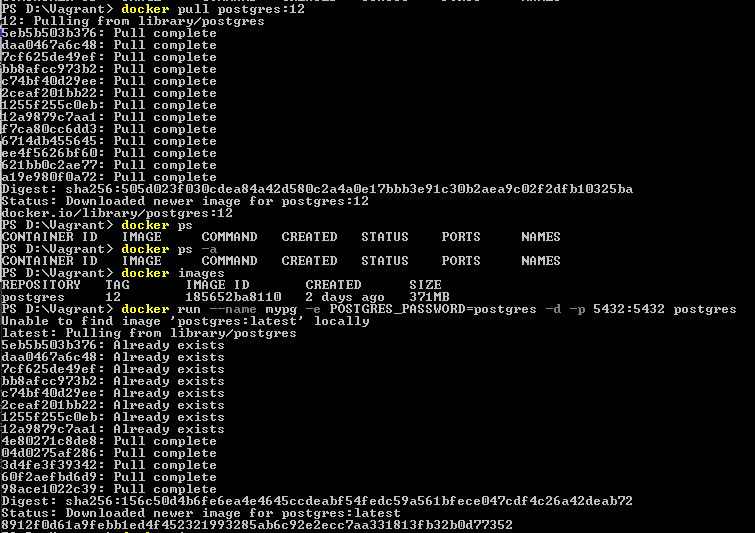 CONTAINER ID   IMAGE     COMMAND   CREATED   STATUS    PORTS     NAMES
PS D:\Vagrant> docker pull postgres:12
12: Pulling from library/postgres
5eb5b503b376: Pull complete
daa0467a6c48: Pull complete
7cf625de49ef: Pull complete
bb8afcc973b2: Pull complete
c74bf40d29ee: Pull complete
2ceaf201bb22: Pull complete
1255f255c0eb: Pull complete
12a9879c7aa1: Pull complete
f7ca80cc6dd3: Pull complete
6714db455645: Pull complete
ee4f5626bf60: Pull complete
621bb0c2ae77: Pull complete
a19e980f0a72: Pull complete
Digest: sha256:505d023f030cdea84a42d580c2a4a0e17bbb3e91c30b2aea9c02f2dfb10325ba
Status: Downloaded newer image for postgres:12
docker.io/library/postgres:12
PS D:\Vagrant> docker ps
CONTAINER ID   IMAGE     COMMAND   CREATED   STATUS    PORTS     NAMES
PS D:\Vagrant> docker ps -a
CONTAINER ID   IMAGE     COMMAND   CREATED   STATUS    PORTS     NAMES
PS D:\Vagrant> docker images
REPOSITORY   TAG       IMAGE ID       CREATED      SIZE
postgres     12        185652ba8110   2 days ago   371MB
PS D:\Vagrant> docker run --name mypg -e POSTGRES_PASSWORD=postgres -d -p 5432:5432 postgres
Unable to find image 'postgres:latest' locally
latest: Pulling from library/postgres
5eb5b503b376: Already exists
daa0467a6c48: Already exists
7cf625de49ef: Already exists
bb8afcc973b2: Already exists
c74bf40d29ee: Already exists
2ceaf201bb22: Already exists
1255f255c0eb: Already exists
12a9879c7aa1: Already exists
4e80271c8de8: Pull complete
04d0275af286: Pull complete
3d4fe3f39342: Pull complete
60f2aefbd6d9: Pull complete
98ace1022c39: Pull complete
Digest: sha256:156c50d4b6fe6ea4e4645ccdeabf54fedc59a561bfece047cdf4c26a42deab72
Status: Downloaded newer image for postgres:latest
8912f0d61a9febb1ed4f452321993285ab6c92e2ecc7aa331813fb32b0d77352